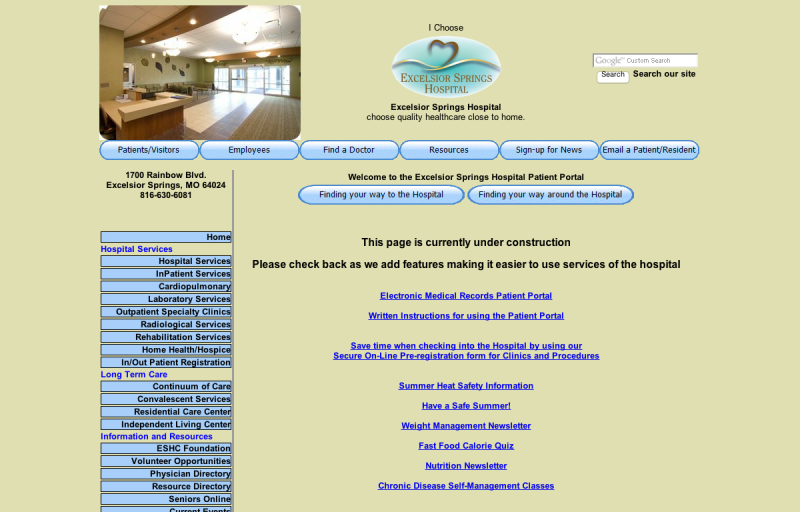 I Choose
EXCELSIOR SPRINGS
HOSPITAL
Excelsior Springs Hospital
choose quality healthcare close to home.
Google™ Custom Search
Search
Search our site
Patients/Visitors
Employees
Find a Doctor
Resources
Sign-up for News
Email a Patient/Resident
1700 Rainbow Blvd.
Excelsior Springs, MO 64024
816-630-6081
Home
Hospital Services
Hospital Services
InPatient Services
Cardiopulmonary
Laboratory Services
Outpatient Specialty Clinics
Radiological Services
Rehabilitation Services
Home Health/Hospice
In/Out Patient Registration
Long Term Care
Continuum of Care
Convalescent Services
Residential Care Center
Independent Living Center
Information and Resources
ESHC Foundation
Volunteer Opportunities
Physician Directory
Resource Directory
Seniors Online
Current Events
Welcome to the Excelsior Springs Hospital Patient Portal
Finding your way to the Hospital
Finding your way around the Hospital
This page is currently under construction
Please check back as we add features making it easier to use services of the hospital
Electronic Medical Records Patient Portal
Written Instructions for using the Patient Portal
Save time when checking into the Hospital by using our
Secure On-Line Pre-registration form for Clinics and Procedures
Summer Heat Safety Information
Have a Safe Summer!
Weight Management Newsletter
Fast Food Calorie Quiz
Nutrition Newsletter
Chronic Disease Self-Management Classes